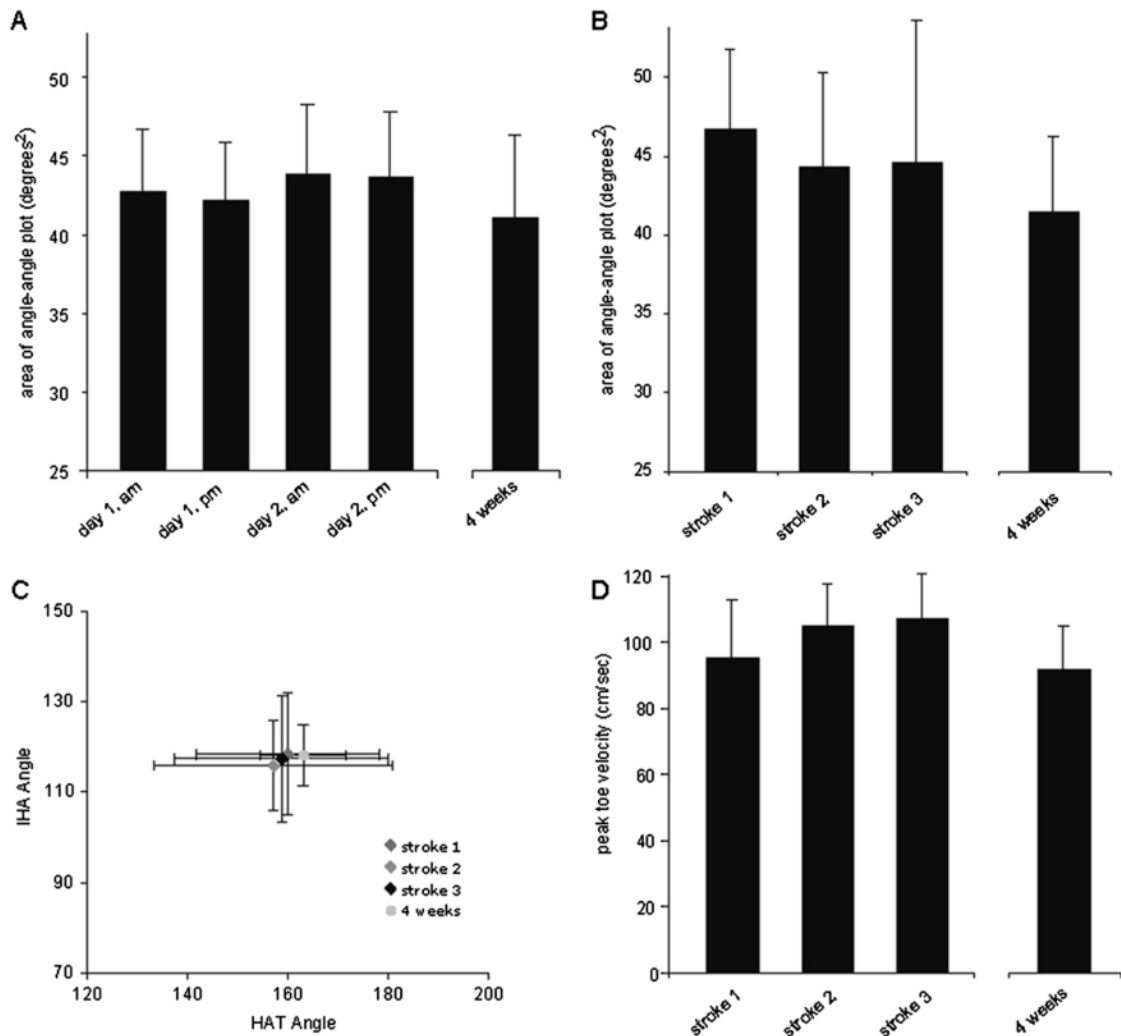 A
area of angle-angle plot (degrees²)
50
45
40
35
30
25
day 1, am
day 1, pm
day 2, am
day 2, pm
4 weeks
B
area of angle-angle plot (degrees²)
50
45
40
35
30
25
stroke 1
stroke 2
stroke 3
4 weeks
C
IHA Angle
150
130
110
90
70
120
140
160
180
200
HAT Angle
stroke 1
stroke 2
stroke 3
4 weeks
D
peak toe velocity (cm/sec)
120
100
80
60
40
20
0
stroke 1
stroke 2
stroke 3
4 weeks